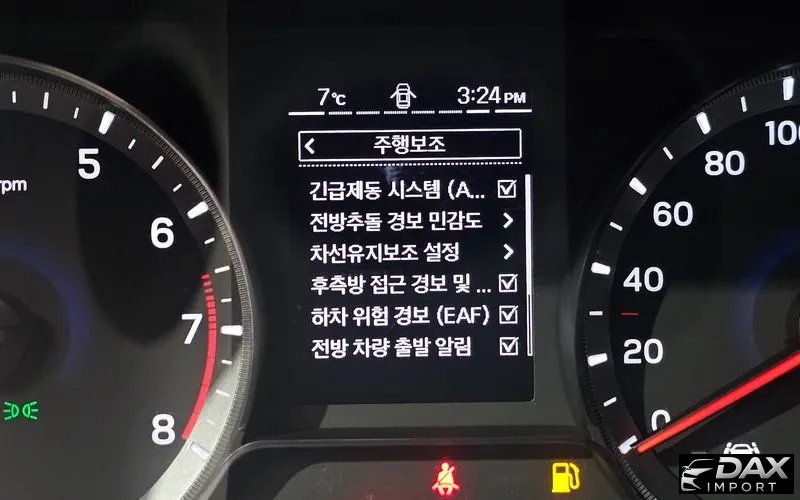 7°C 3:24 PM
주행보조
긴급제동 시스템 (A...
전방추돌 경보 민감도
차선유지보조 설정
후측방 접근 경보 및 ...
하차 위험 경보 (EAF)
전방 차량 출발 알림
rpm
5
6
7
8
100
80
60
40
20
0
DAX
IMPORT